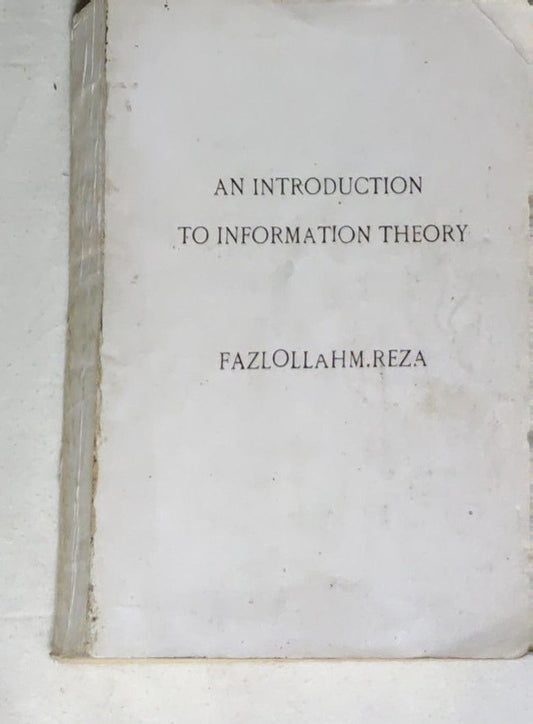 AN INTRODUCTION
TO INFORMATION THEORY
FAZLOLLaHM.REZA